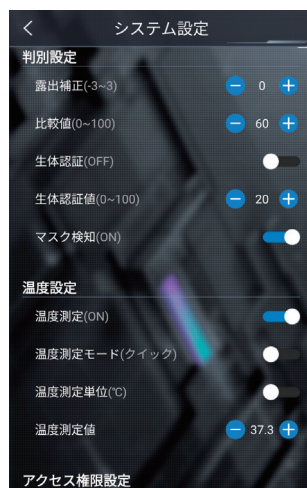 システム設定
判別設定
露出補正(-3~3) 0
比較値(0~100) 60
生体認証(OFF)
生体認証値(0~100) 20
マスク検知(ON)
温度設定
温度測定(ON)
温度測定モード(クイック)
温度測定単位(℃)
温度測定値 37.3
アクセス権限設定